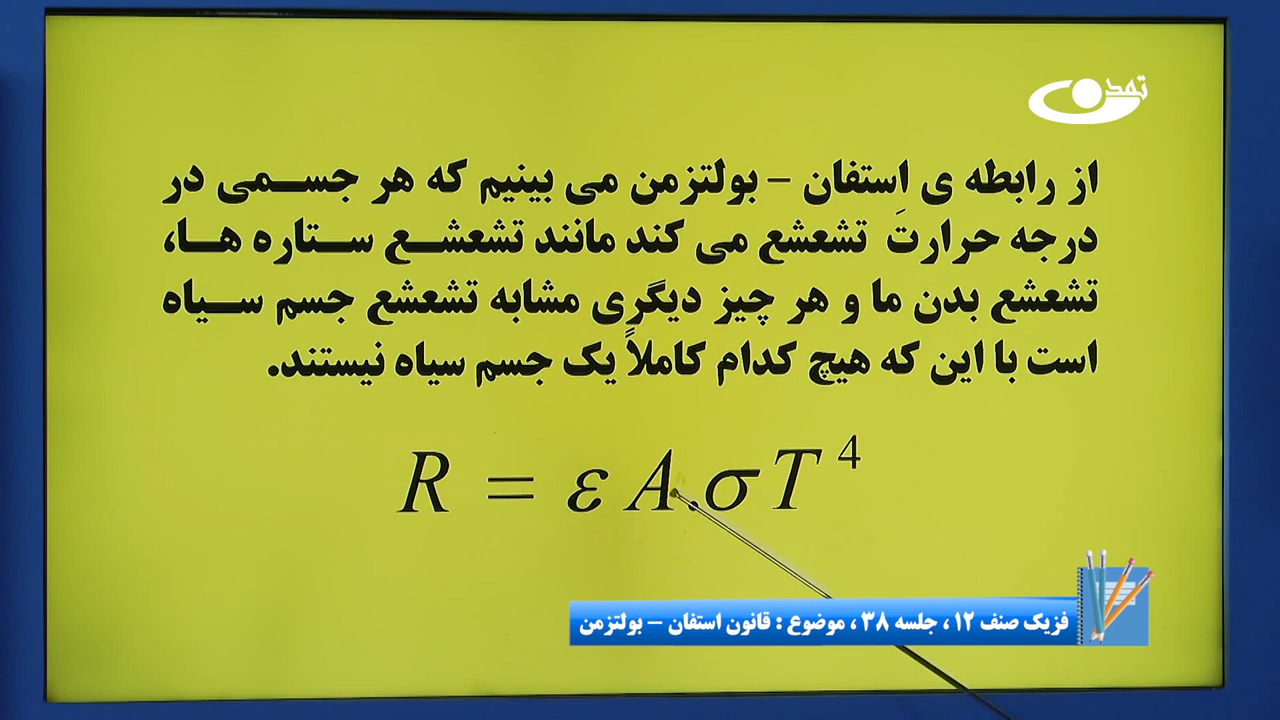 تمدن
از رابطه ی استفان – بولتزمن می بینیم که هر جسمی در
درجه حرارتَ تشعشع می کند مانند تشعشع ستاره ها،
تشعشع بدن ما و هر چیز دیگری مشابه تشعشع جسم سیاه
است با این که هیچ کدام کاملاً یک جسم سیاه نیستند.
R = ε A.σT⁴
فزیک صنف ۱۲ ، جلسه ۳۸ ، موضوع : قانون استفان – بولتزمن